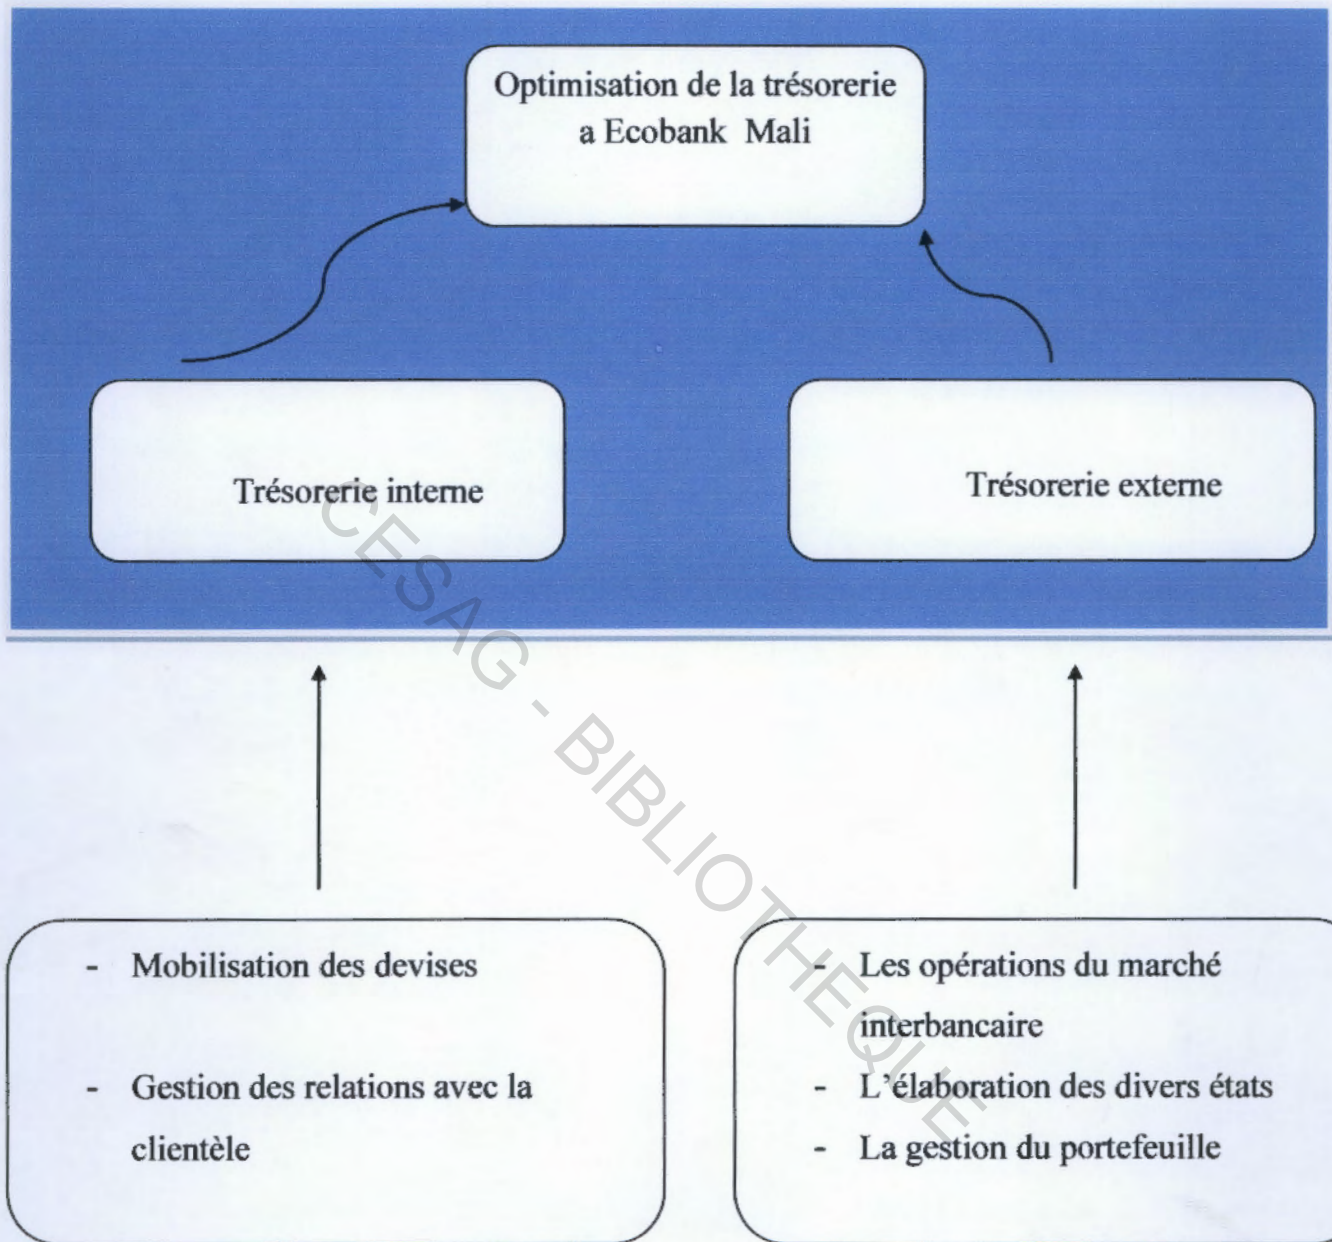 Optimisation de la trésorerie
a Ecobank Mali
Trésorerie interne
Trésorerie externe
CESAG - BIBLIOTHEQUE
- Mobilisation des devises
- Gestion des relations avec la
clientèle
- Les opérations du marché
interbancaire
- L'élaboration des divers états
- La gestion du portefeuille